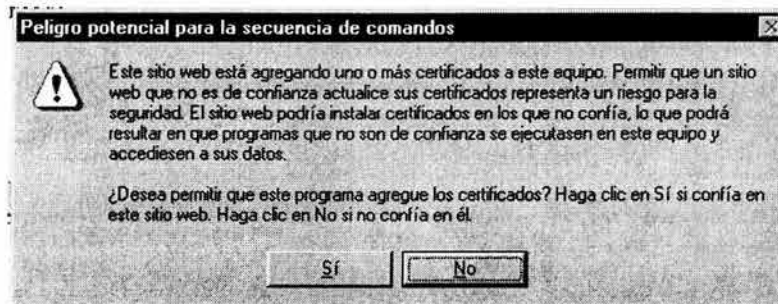 Peligro potencial para la secuencia de comandos
Este sitio web está agregando uno o más certificados a este equipo. Permitir que un sitio
web que no es de confianza actualice sus certificados representa un riesgo para la
seguridad. El sitio web podría instalar certificados en los que no confía, lo que podrá
resultar en que programas que no son de confianza se ejecutasen en este equipo y
accediesen a sus datos.
¿Desea permitir que este programa agregue los certificados? Haga clic en Sí si confía en
este sitio web. Haga clic en No si no confía en él.
Sí
No